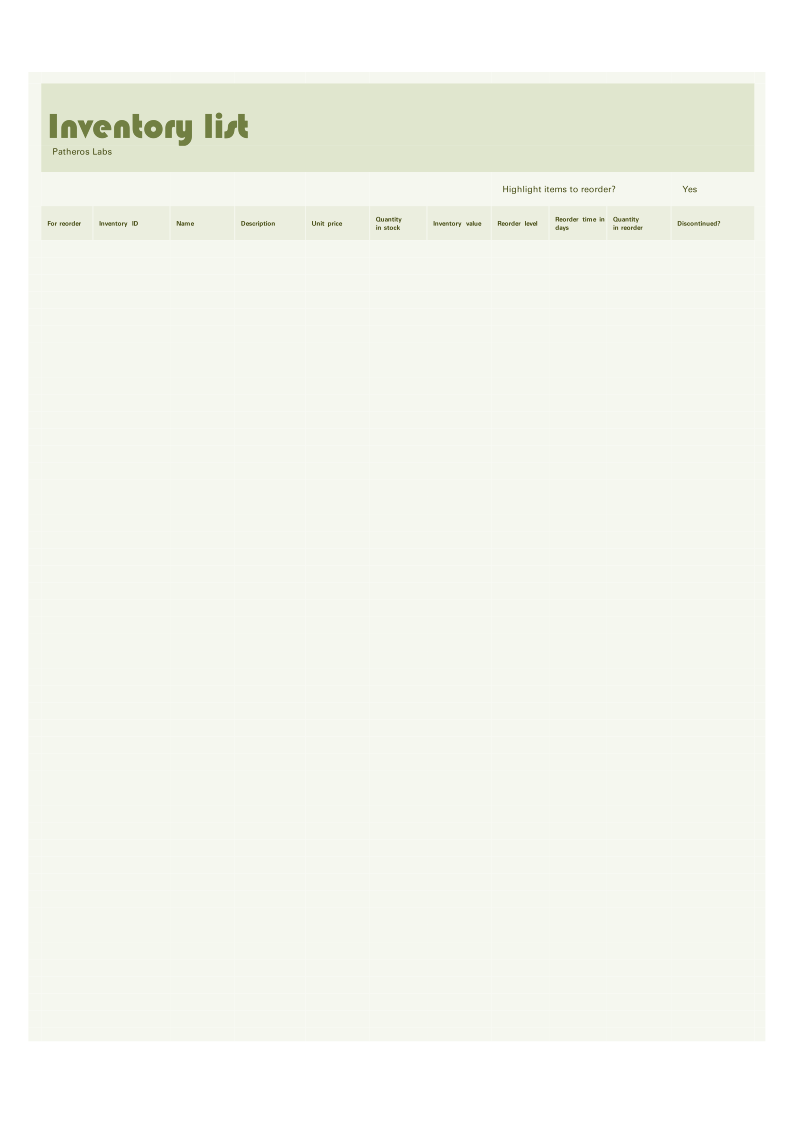 Inventory list
Patheros Labs
Highlight items to reorder? Yes
For reorder Inventory ID Name Description Unit price Quantity in stock Inventory value Reorder level Reorder time in days Quantity in reorder Discontinued?